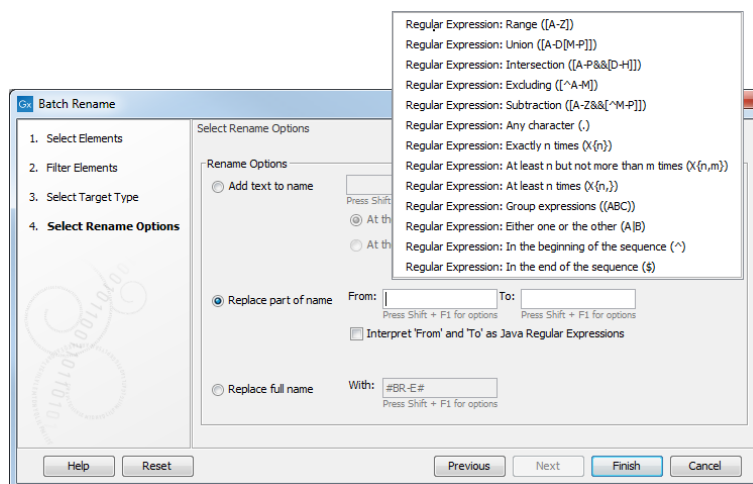 Regular Expression: Range ([A-Z])
Regular Expression: Union ([A-D[M-P]])
Regular Expression: Intersection ([A-P&&[D-H]])
Regular Expression: Excluding ([^A-M])
Regular Expression: Subtraction ([A-Z&&[^M-P]])
Regular Expression: Any character (.)
Regular Expression: Exactly n times (X{n})
Regular Expression: At least n but not more than m times (X{n,m})
Regular Expression: At least n times (X{n,})
Regular Expression: Group expressions ((ABC))
Regular Expression: Either one or the other (A|B)
Regular Expression: In the beginning of the sequence (^)
Regular Expression: In the end of the sequence ($)
Gx Batch Rename
1. Select Elements
2. Filter Elements
3. Select Target Type
4. Select Rename Options
Select Rename Options
Rename Options
Add text to name
Press Shift
At th
At th
Replace part of name From: To:
Press Shift + F1 for options Press Shift + F1 for options
Interpret 'From' and 'To' as Java Regular Expressions
Replace full name With: #BR-E#
Press Shift + F1 for options
Help Reset Previous Next Finish Cancel